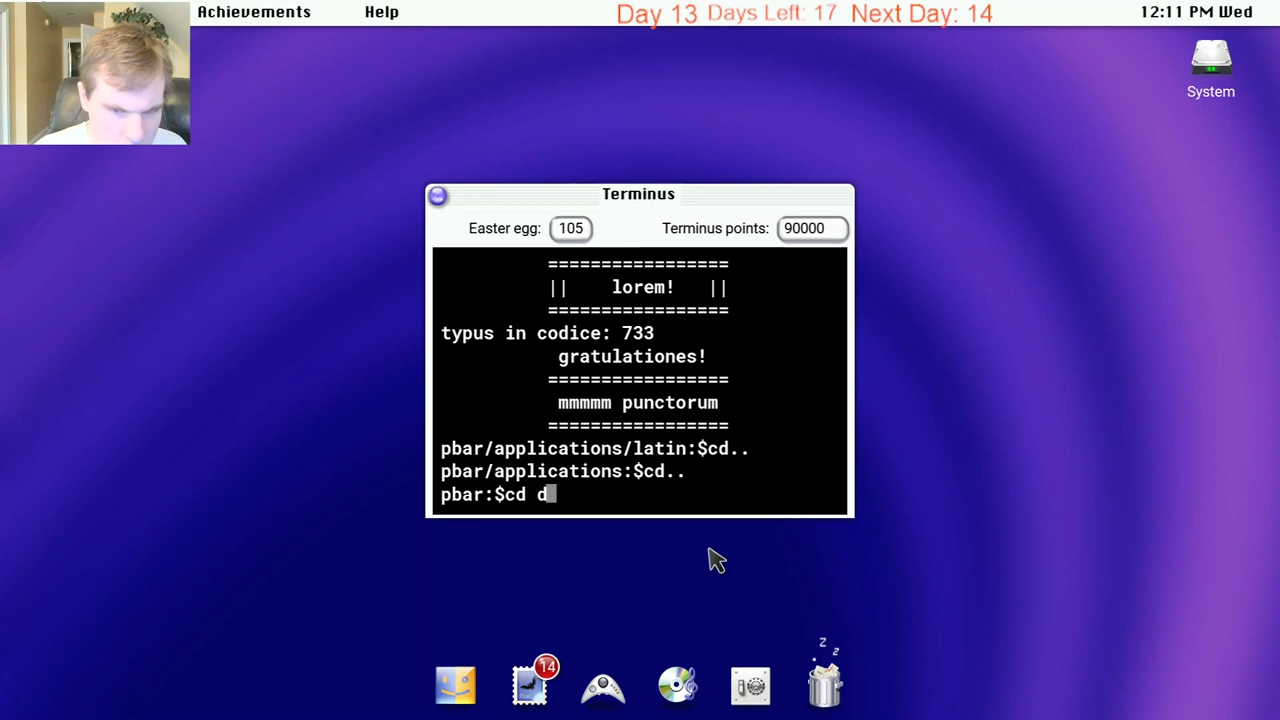 Achievements Help Day 13 Days Left: 17 Next Day: 14 12:11 PM Wed
System
Terminus
Easter egg: 105 Terminus points: 90000
=================
|| lorem! ||
=================
typus in codice: 733
gratulationes!
=================
mmmmm punctorum
=================
pbar/applications/latin:$cd..
pbar/applications:$cd..
pbar:$cd d
z z
14